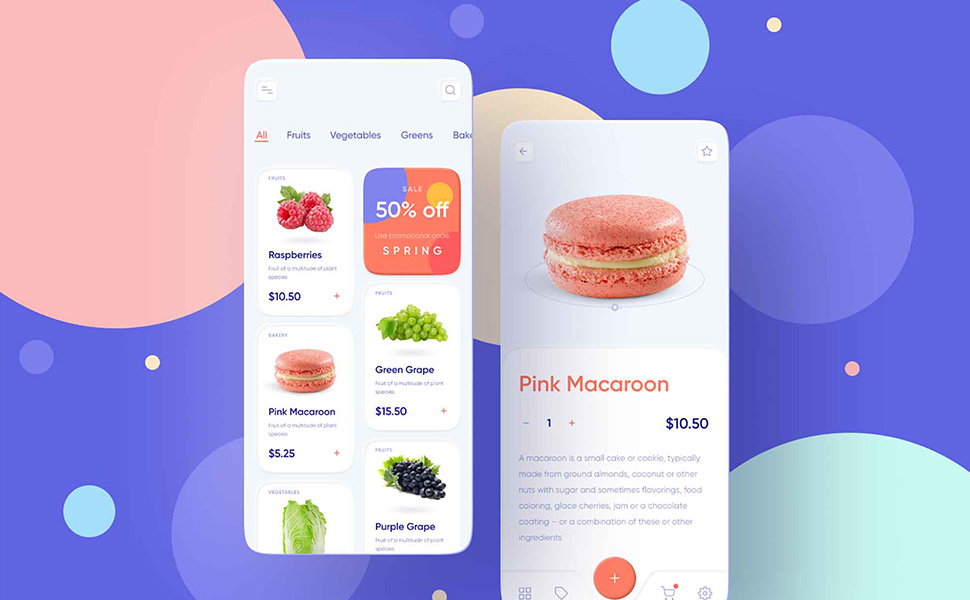 All Fruits Vegetables Greens Bake
FRUITS
Raspberries
Fruit of a multitude of plant
species
$10.50 +
SALE
50% off
Use promotional code
SPRING
BAKERY
Pink Macaroon
Fruit of a multitude of plant
species
$5.25 +
FRUITS
Green Grape
Fruit of a multitude of plant
species
$15.50 +
VEGETABLES
FRUITS
Purple Grape
Fruit of a multitude of plant
species
Pink Macaroon
− 1 + $10.50
A macaroon is a small cake or cookie, typically
made from ground almonds, coconut or other
nuts with sugar and sometimes flavorings, food
coloring, glace cherries, jam or a chocolate
coating – or a combination of these or other
ingredients
+